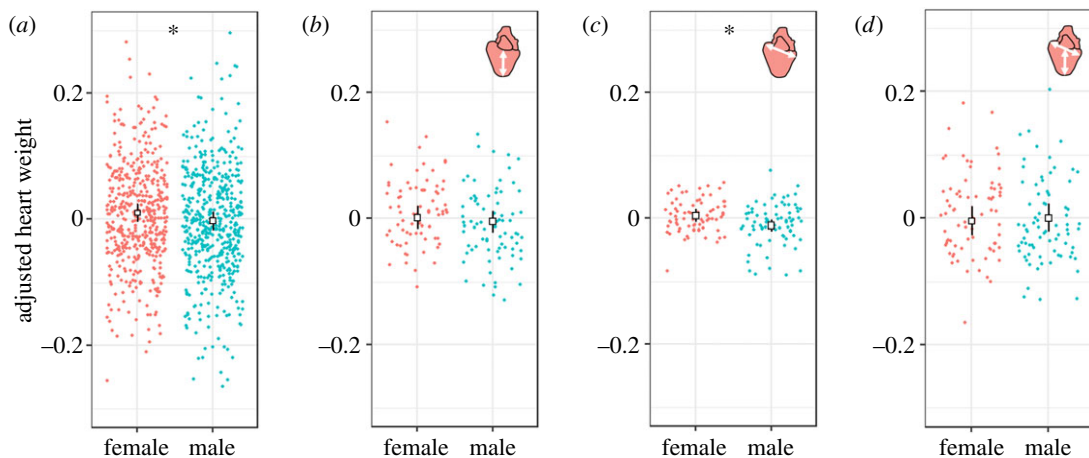 (a) * (b) (c) * (d)
0.2 0.2 0.2 0.2
adjusted heart weight
0 0 0 0
–0.2 –0.2 –0.2 –0.2
female male female male female male female male